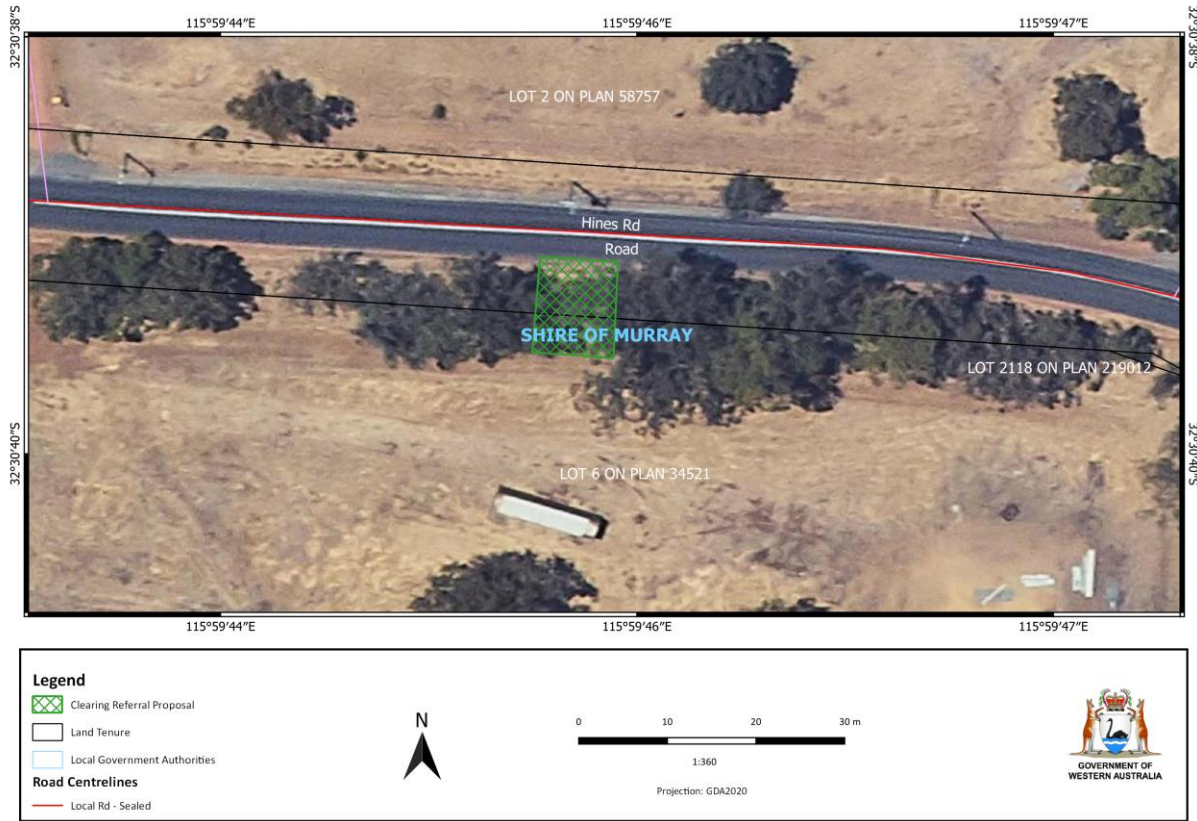 115°59'44"E
115°59'46"E
115°59'47"E
32°30'38"S
32°30'38"S
LOT 2 ON PLAN 58757
Hines Rd
Road
SHIRE OF MURRAY
LOT 2118 ON PLAN 219012
LOT 6 ON PLAN 34521
32°30'40"S
32°30'40"S
115°59'44"E
115°59'46"E
115°59'47"E
Legend
Clearing Referral Proposal
Land Tenure
Local Government Authorities
Road Centrelines
Local Rd - Sealed
N
0 10 20 30 m
1:360
Projection: GDA2020
GOVERNMENT OF
WESTERN AUSTRALIA